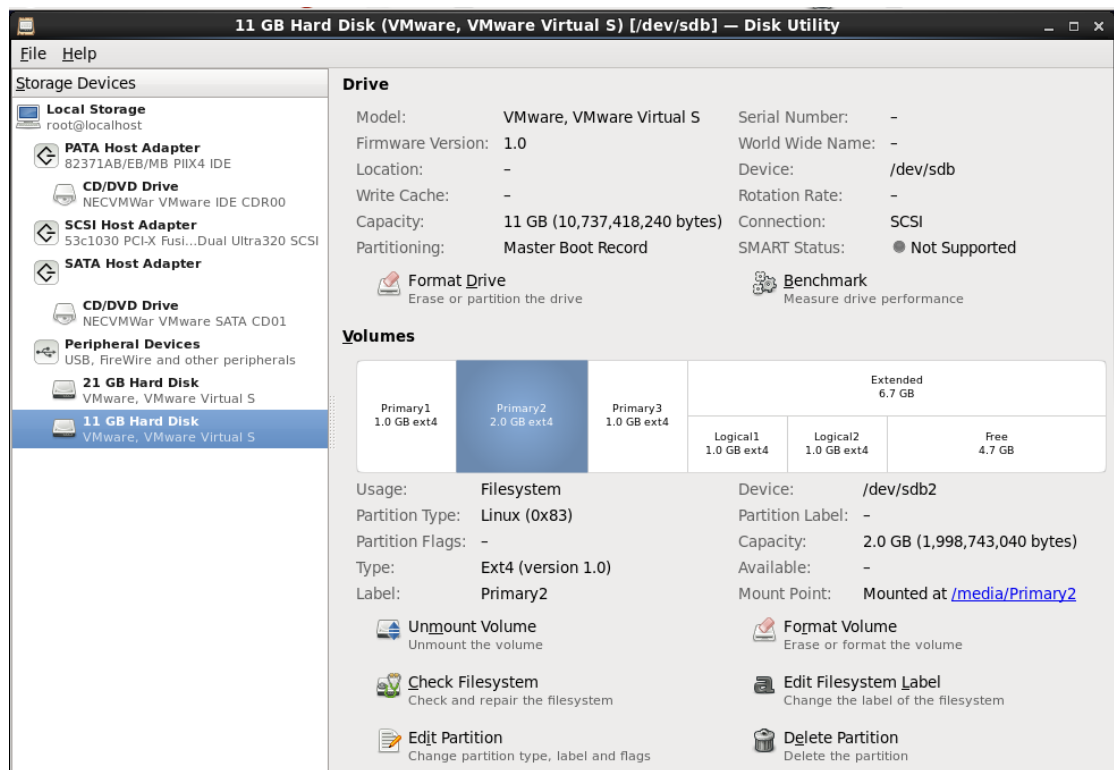 11 GB Hard Disk (VMware, VMware Virtual S) [/dev/sdb] — Disk Utility
File Help
Storage Devices
Local Storage
root@localhost
PATA Host Adapter
82371AB/EB/MB PIIX4 IDE
CD/DVD Drive
NECVMWar VMware IDE CDR00
SCSI Host Adapter
53c1030 PCI-X Fusi...Dual Ultra320 SCSI
SATA Host Adapter
CD/DVD Drive
NECVMWar VMware SATA CD01
Peripheral Devices
USB, FireWire and other peripherals
21 GB Hard Disk
VMware, VMware Virtual S
11 GB Hard Disk
VMware, VMware Virtual S
Drive
Model: VMware, VMware Virtual S Serial Number: –
Firmware Version: 1.0 World Wide Name: –
Location: – Device: /dev/sdb
Write Cache: – Rotation Rate: –
Capacity: 11 GB (10,737,418,240 bytes) Connection: SCSI
Partitioning: Master Boot Record SMART Status: Not Supported
Format Drive
Erase or partition the drive
Benchmark
Measure drive performance
Volumes
Primary1
1.0 GB ext4
Primary2
2.0 GB ext4
Primary3
1.0 GB ext4
Extended
6.7 GB
Logical1
1.0 GB ext4
Logical2
1.0 GB ext4
Free
4.7 GB
Usage: Filesystem Device: /dev/sdb2
Partition Type: Linux (0x83) Partition Label: –
Partition Flags: – Capacity: 2.0 GB (1,998,743,040 bytes)
Type: Ext4 (version 1.0) Available: –
Label: Primary2 Mount Point: Mounted at /media/Primary2
Unmount Volume
Unmount the volume
Format Volume
Erase or format the volume
Check Filesystem
Check and repair the filesystem
Edit Filesystem Label
Change the label of the filesystem
Edit Partition
Change partition type, label and flags
Delete Partition
Delete the partition